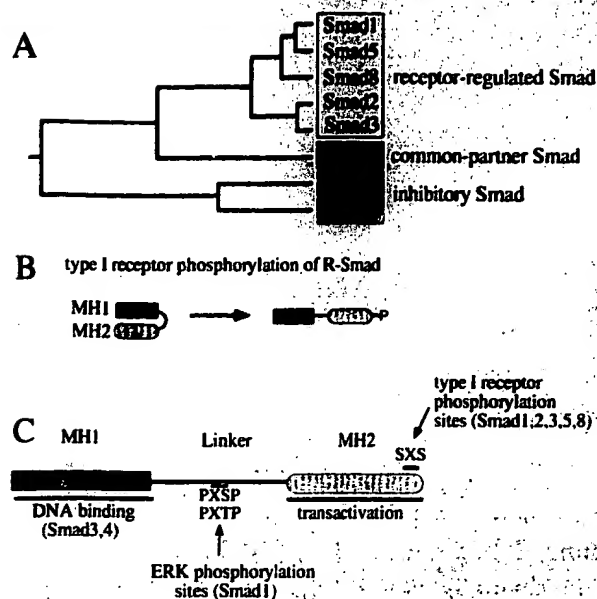 A
Smad1
Smad5
Smad8
receptor-regulated Smad
Smad2
Smad3
common-partner Smad
inhibitory Smad
B
type I receptor phosphorylation of R-Smad
MH1
MH2
P
type I receptor
phosphorylation
sites (Smad1,2,3,5,8)
C
MH1
Linker
MH2
SXS
PXSP
PXTP
DNA binding
(Smad3,4)
transactivation
ERK phosphorylation
sites (Smad1)